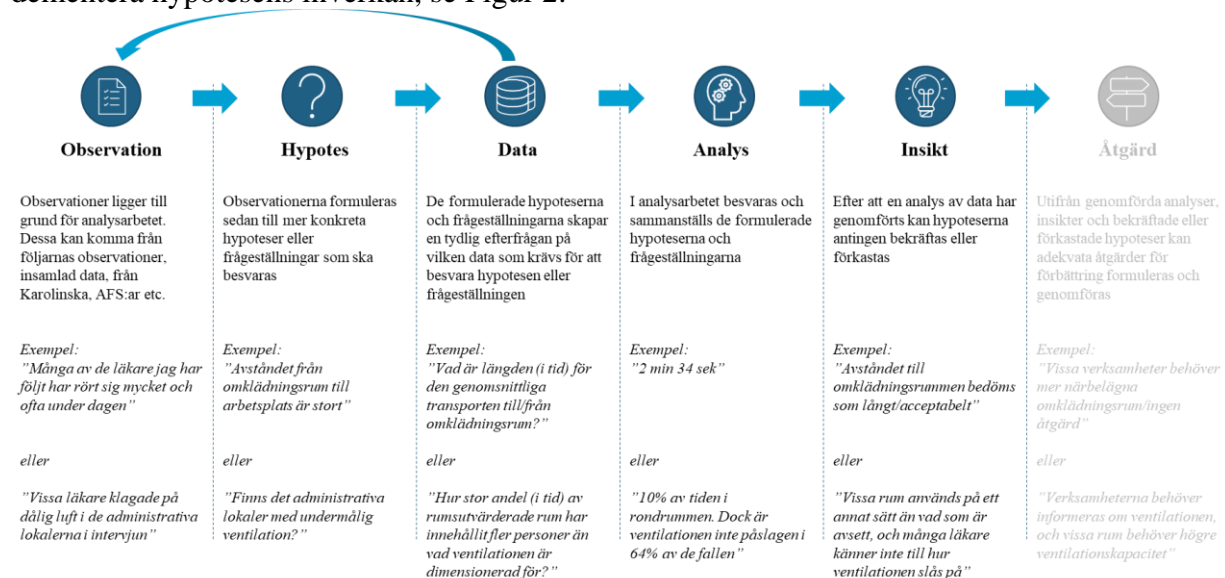 dementera hypotesens inverkan, se Figur 2.
Observation
Hypotes
Data
Analys
Insikt
Åtgärd
Observationer ligger till
grund för analysarbetet.
Dessa kan komma från
följarnas observationer,
insamlad data, från
Karolinska, AFS:ar etc.
Observationerna formuleras
sedan till mer konkreta
hypoteser eller
frågeställningar som ska
besvaras
De formulerade hypoteserna
och frågeställningarna skapar
en tydlig efterfrågan på
vilken data som krävs för att
besvara hypotesen eller
frågeställningen
I analysarbetet besvaras och
sammanställs de formulerade
hypoteserna och
frågeställningarna
Efter att en analys av data har
genomförts kan hypoteserna
antingen bekräftas eller
förkastas
Utifrån genomförda analyser,
insikter och bekräftade eller
förkastade hypoteser kan
adekvata åtgärder för
förbättring formuleras och
genomföras
Exempel:
”Många av de läkare jag har
följt har rört sig mycket och
ofta under dagen”
Exempel:
”Avståndet från
omklädningsrum till
arbetsplats är stort”
Exempel:
”Vad är längden (i tid) för
den genomsnittliga
transporten till/från
omklädningsrum?”
Exempel:
”2 min 34 sek”
Exempel:
”Avståndet till
omklädningsrummen bedöms
som långt/acceptabelt”
Exempel:
”Vissa verksamheter behöver
mer närbelägna
omklädningsrum/ingen
åtgärd”
eller
eller
eller
eller
eller
eller
”Vissa läkare klagade på
dålig luft i de administrativa
lokalerna i intervjun”
”Finns det administrativa
lokaler med undermålig
ventilation?”
”Hur stor andel (i tid) av
rumsutvärderade rum har
innehållit fler personer än
vad ventilationen är
dimensionerad för?”
”10% av tiden i
rondrummen. Dock är
ventilationen inte påslagen i
64% av de fallen”
”Vissa rum används på ett
annat sätt än vad som är
avsett, och många läkare
känner inte till hur
ventilationen slås på”
”Verksamheterna behöver
informeras om ventilationen,
och vissa rum behöver högre
ventilationskapacitet”